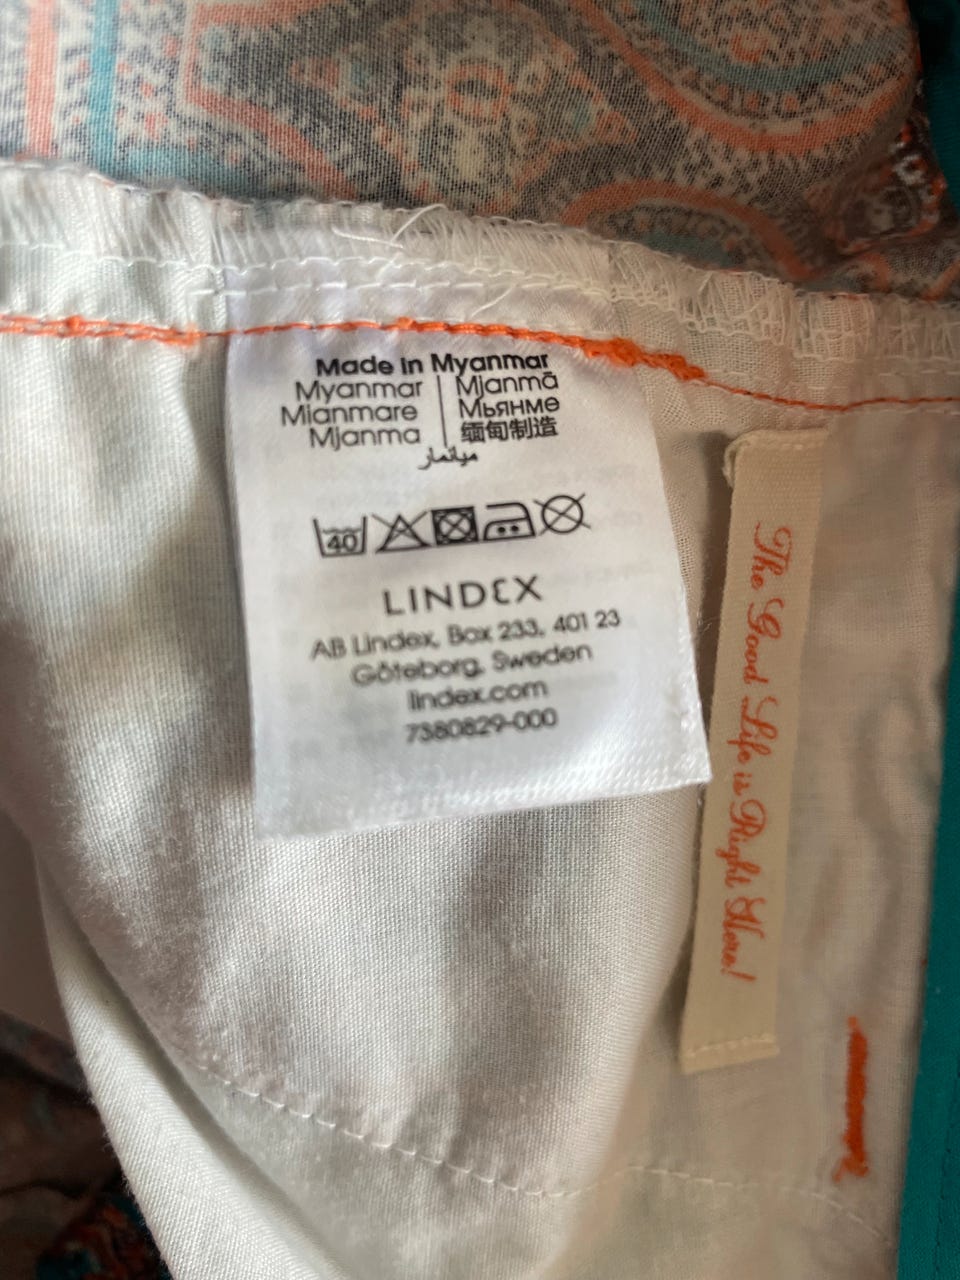 Made in Myanmar
Myanmar | Mjanmā
Mianmare | Мьянме
Mjanma | 缅甸制造
ميانمار
40
LINDEX
AB Lindex, Box 233, 401 23
Göteborg, Sweden
lindex.com
7380829-000
The Good Life is Right Here!